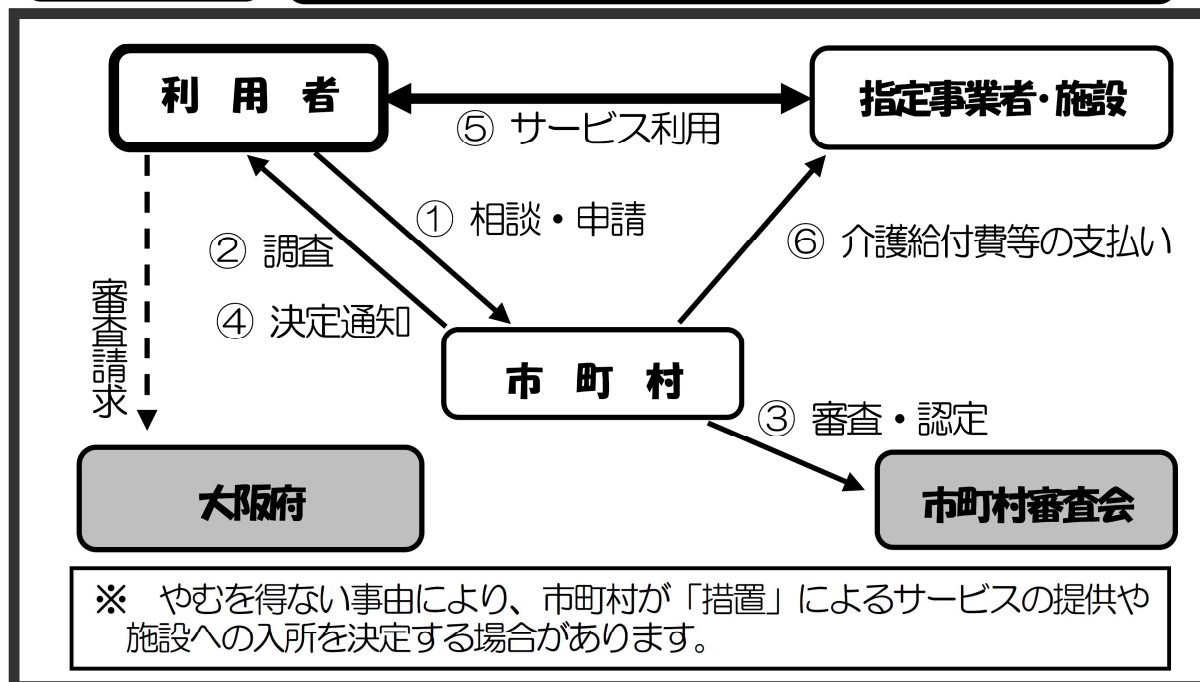 利用者
指定事業者・施設
⑤ サービス利用
① 相談・申請
② 調査
⑥ 介護給付費等の支払い
④ 決定通知
審査請求
市町村
③ 審査・認定
大阪府
市町村審査会
※ やむを得ない事由により、市町村が「措置」によるサービスの提供や
施設への入所を決定する場合があります。